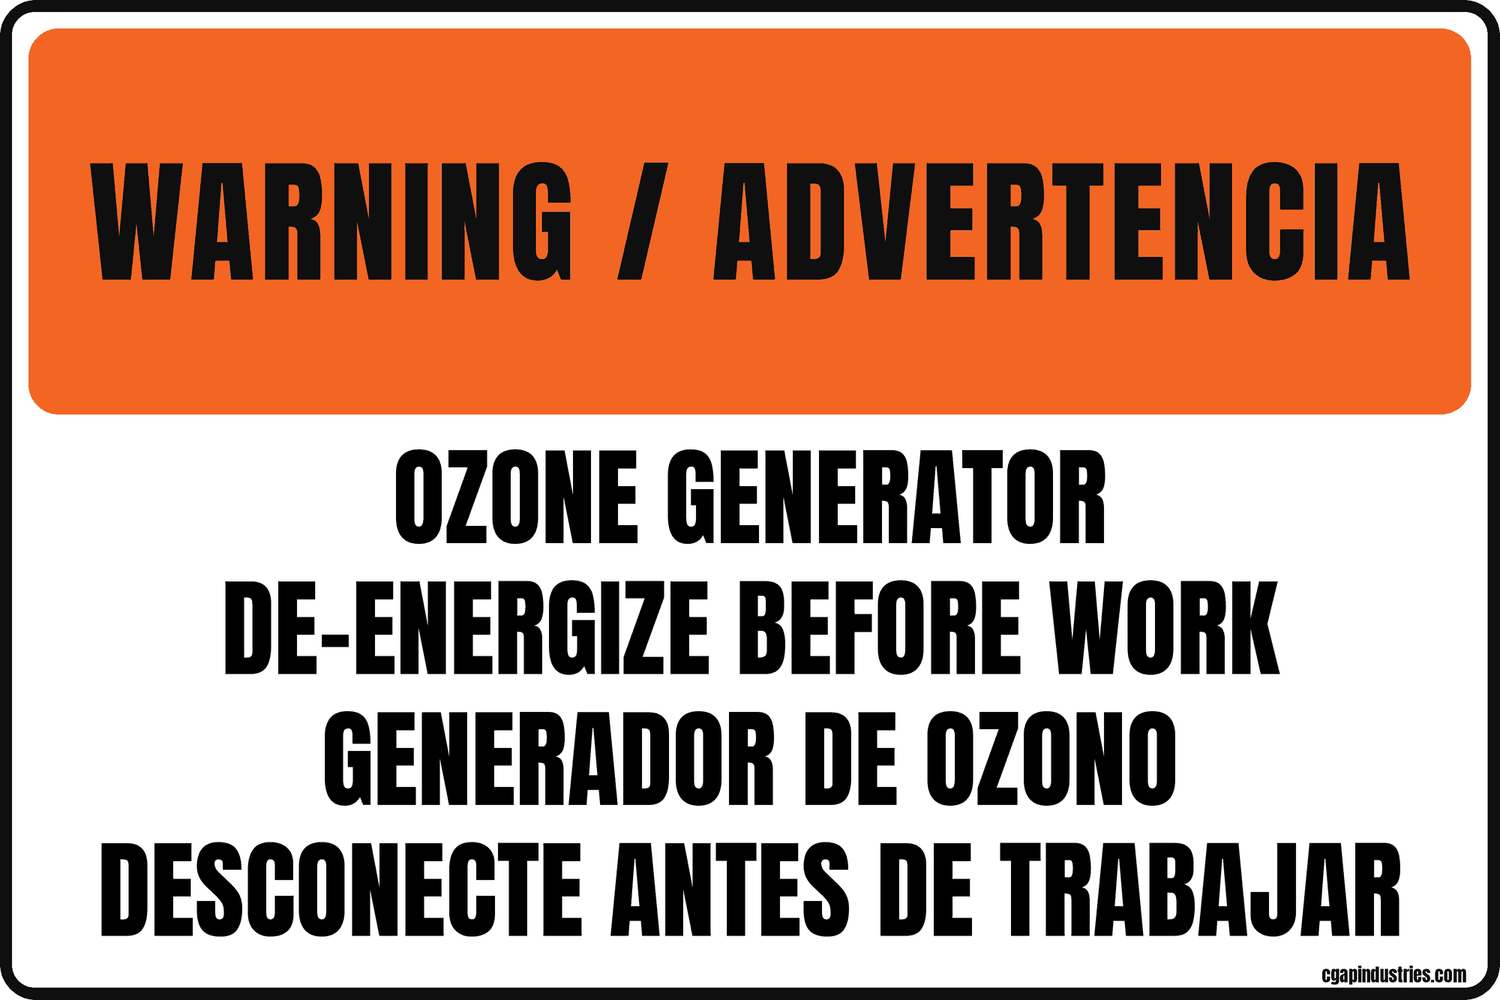 WARNING / ADVERTENCIA
OZONE GENERATOR
DE-ENERGIZE BEFORE WORK
GENERADOR DE OZONO
DESCONECTE ANTES DE TRABAJAR
cgapindustries.com